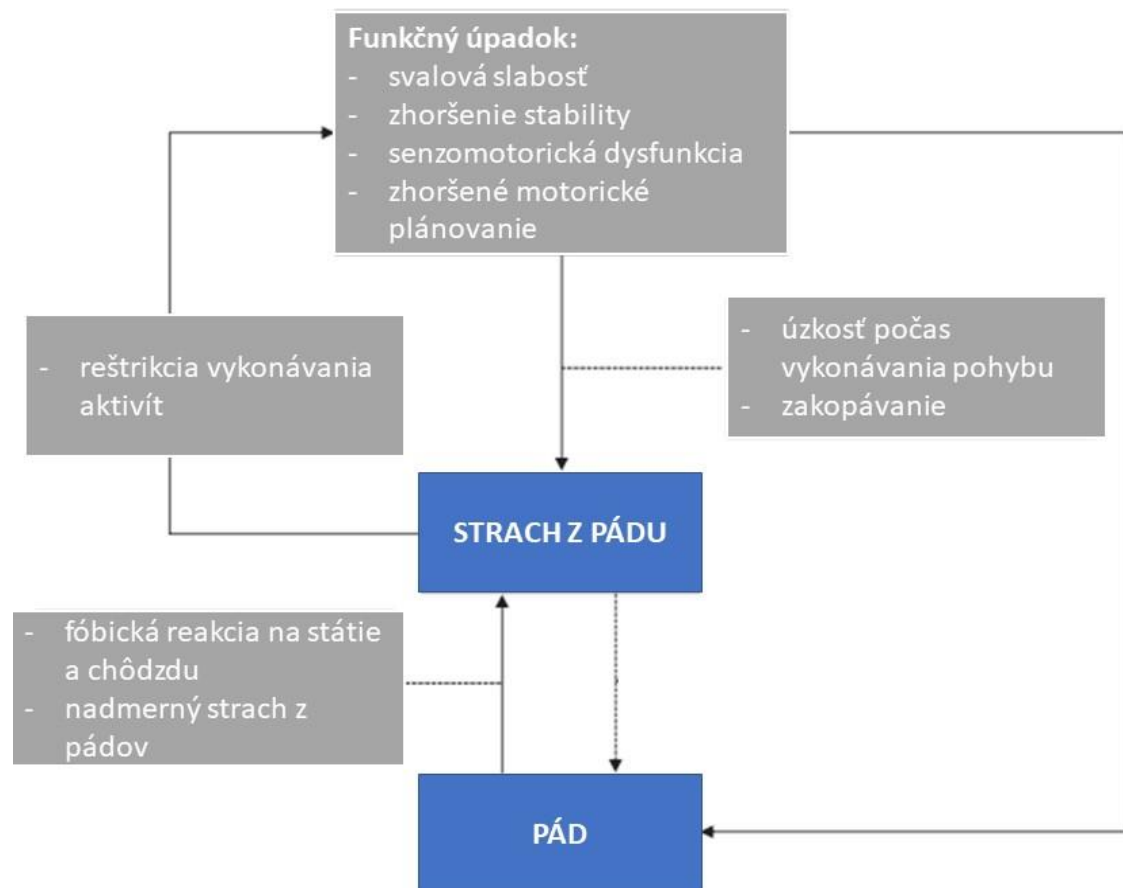 Funkčný úpadok:
- svalová slabosť
- zhoršenie stability
- senzomotorická dysfunkcia
- zhoršené motorické
plánovanie
- reštrikcia vykonávania
aktivít
- úzkosť počas
vykonávania pohybu
- zakopávanie
STRACH Z PÁDU
- fóbická reakcia na státie
a chôdzdu
- nadmerný strach z
pádov
PÁD